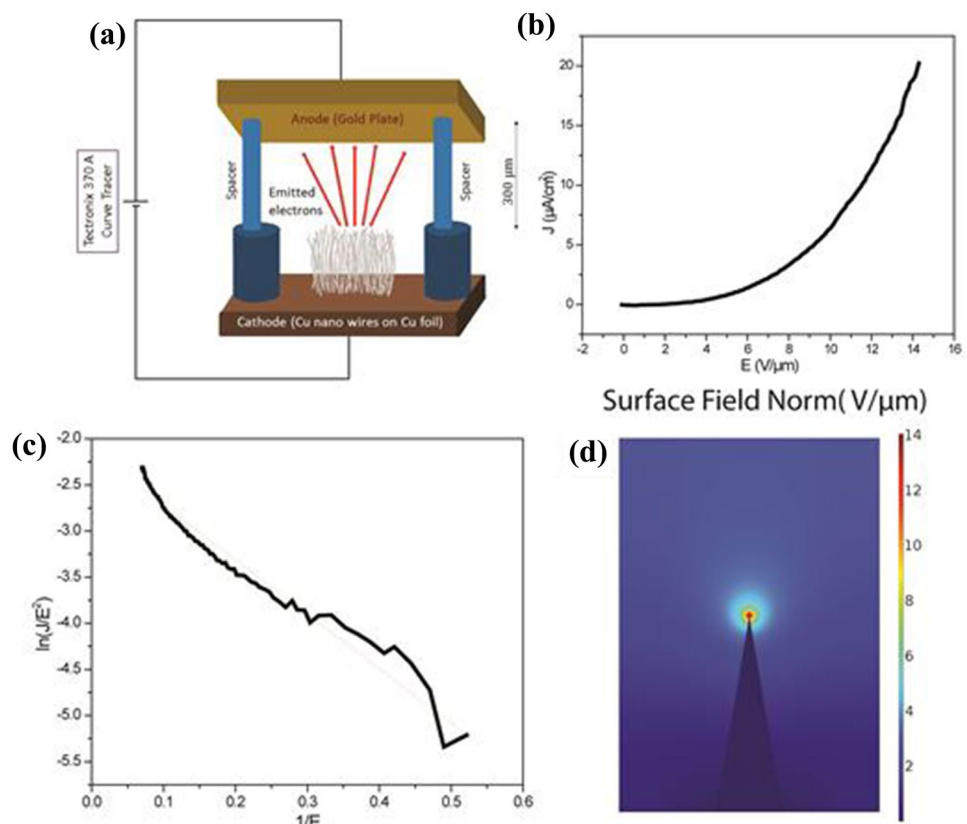 (a)
Anode (Gold Plate)
Tectronix 370 A
Curve Tracer
Spacer
Emitted
electrons
Spacer
300 µm
Cathode (Cu nano wires on Cu foil)
(b)
20
15
10
5
0
J (µA/cm²)
-2 0 2 4 6 8 10 12 14 16
E (V/µm)
(c)
-2.0
-2.5
-3.0
-3.5
-4.0
-4.5
-5.0
-5.5
ln(J/E²)
0.0 0.1 0.2 0.3 0.4 0.5 0.6
1/E
Surface Field Norm( V/µm)
(d)
14
12
10
8
6
4
2